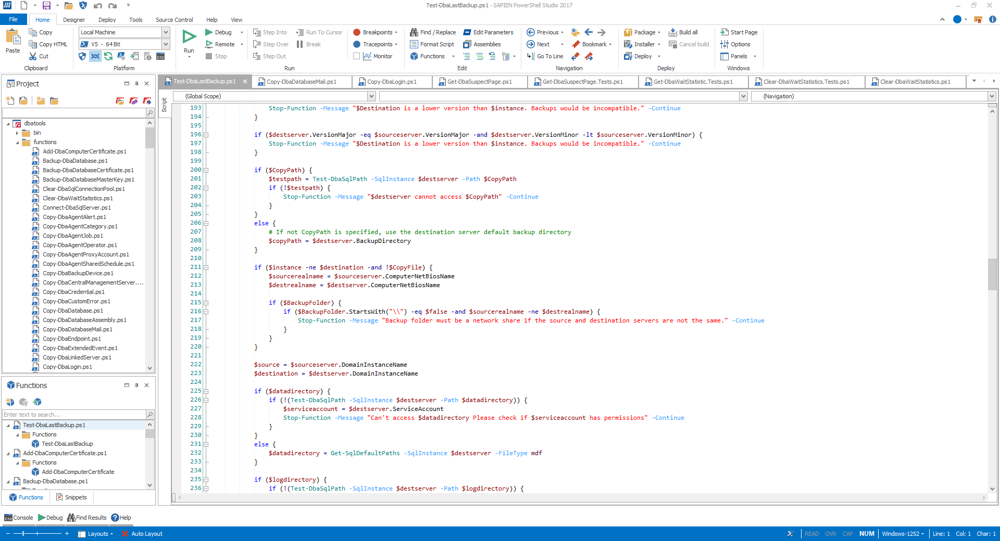 Test-DbaLastBackup.ps1 - SAPIEN PowerShell Studio 2017
File Home Designer Deploy Tools Source Control Help View
Paste
Copy
Copy HTML
Cut
Clipboard
Local Machine
V5 - 64 Bit
Platform
Run
Debug
Remote
Stop
Step Into
Step Over
Step Out
Run To Cursor
Break
Run
Breakpoints
Tracepoints
Monitor
Find / Replace
Format Script
Functions
Edit Parameters
Assemblies
Edit
Previous
Next
Go To Line
Bookmark
Navigation
Package
Installer
Deploy
Build all
Cancel build
Deploy
Start Page
Options
Panels
Windows
Project
dbatools
bin
functions
Add-DbaComputerCertificate.ps1
Backup-DbaDatabase.ps1
Backup-DbaDatabaseCertificate.ps1
Backup-DbaDatabaseMasterKey.ps1
Clear-DbaSqlConnectionPool.ps1
Clear-DbaWaitStatistics.ps1
Connect-DbaSqlServer.ps1
Copy-DbaAgentAlert.ps1
Copy-DbaAgentCategory.ps1
Copy-DbaAgentJob.ps1
Copy-DbaAgentOperator.ps1
Copy-DbaAgentProxyAccount.ps1
Copy-DbaAgentSharedSchedule.ps1
Copy-DbaBackupDevice.ps1
Copy-DbaCentralManagementServer....
Copy-DbaCredential.ps1
Copy-DbaCustomError.ps1
Copy-DbaDatabase.ps1
Copy-DbaDatabaseAssembly.ps1
Copy-DbaDatabaseMail.ps1
Copy-DbaEndpoint.ps1
Copy-DbaExtendedEvent.ps1
Copy-DbaLinkedServer.ps1
Copy-DbaLogin.ps1
Functions
Enter text to search...
Test-DbaLastBackup.ps1
Functions
Test-DbaLastBackup
Add-DbaComputerCertificate.ps1
Functions
Add-DbaComputerCertificate
Backup-DbaDatabase.ps1
Functions Snippets
Test-DbaLastBackup.ps1 Copy-DbaDatabaseMail.ps1 Copy-DbaLogin.ps1 Get-DbaSuspectPage.ps1 Get-DbaSuspectPage.Tests.ps1 Get-DbaWaitStatistic.Tests.ps1 Clear-DbaWaitStatistics.Tests.ps1 Clear-DbaWaitStatistics.ps1
Script
(Global Scope) (Navigation)
193 Stop-Function -Message "$Destination is a lower version than $instance. Backups would be incompatible." -Continue
194 }
195
196 if ($destserver.VersionMajor -eq $sourceserver.VersionMajor -and $destserver.VersionMinor -lt $sourceserver.VersionMinor) {
197 Stop-Function -Message "$Destination is a lower version than $instance. Backups would be incompatible." -Continue
198 }
199
200 if ($CopyPath) {
201 $testpath = Test-DbaSqlPath -SqlInstance $destserver -Path $CopyPath
202 if (!$testpath) {
203 Stop-Function -Message "$destserver cannot access $CopyPath" -Continue
204 }
205 }
206 else {
207 # If not CopyPath is specified, use the destination server default backup directory
208 $copyPath = $destserver.BackupDirectory
209 }
210
211 if ($instance -ne $destination -and !$CopyFile) {
212 $sourcerealname = $sourceserver.ComputerNetBiosName
213 $destrealname = $destserver.ComputerNetBiosName
214
215 if ($BackupFolder) {
216 if ($BackupFolder.StartsWith("\\") -eq $false -and $sourcerealname -ne $destrealname) {
217 Stop-Function -Message "Backup folder must be a network share if the source and destination servers are not the same." -Continue
218 }
219 }
220 }
221
222 $source = $sourceserver.DomainInstanceName
223 $destination = $destserver.DomainInstanceName
224
225 if ($datadirectory) {
226 if (!(Test-DbaSqlPath -SqlInstance $destserver -Path $datadirectory)) {
227 $serviceaccount = $destserver.ServiceAccount
228 Stop-Function -Message "Can't access $datadirectory Please check if $serviceaccount has permissions" -Continue
229 }
230 }
231 else {
232 $datadirectory = Get-SqlDefaultPaths -SqlInstance $destserver -FileType mdf
233 }
234
235 if ($logdirectory) {
236 if (!(Test-DbaSqlPath -SqlInstance $destserver -Path $logdirectory)) {
Console Debug Find Results Help
Layouts Auto Layout
READ OVR CAP NUM Windows-1252 Line: 1 Col: 1 Char: 1